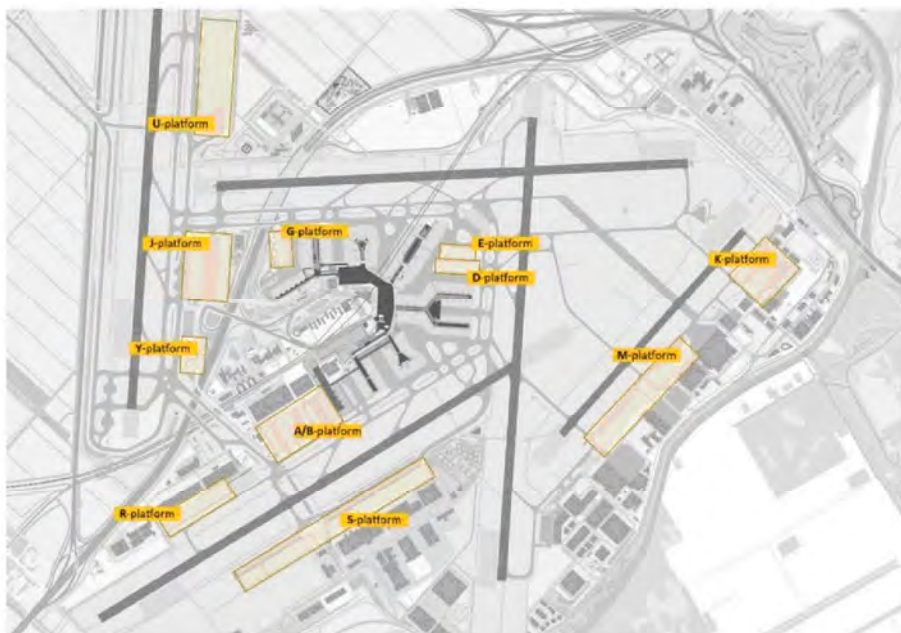 U-platform
G-platform
J-platform
E-platform
K-platform
D-platform
Y-platform
M-platform
A/B-platform
R-platform
S-platform